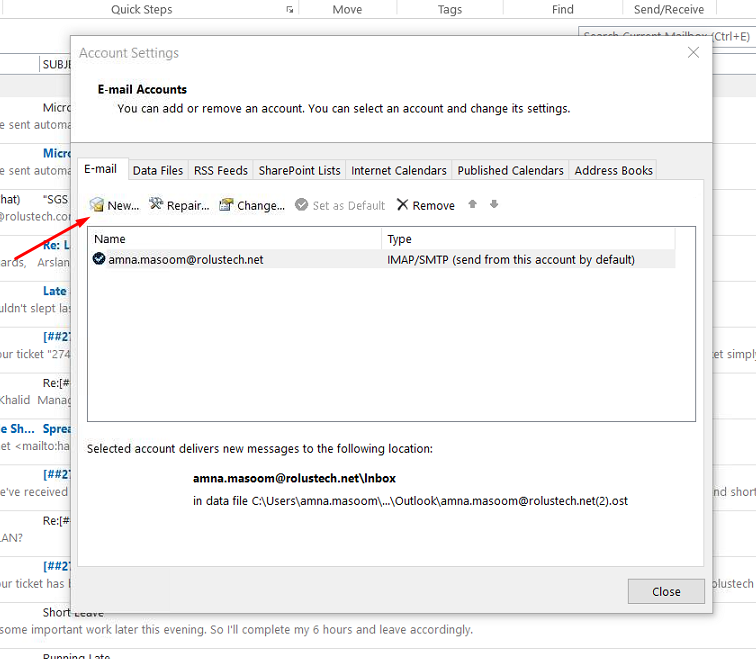 Quick Steps Move Tags Find Send/Receive
Search Current Mailbox (Ctrl+E)
Account Settings
E-mail Accounts
You can add or remove an account. You can select an account and change its settings.
E-mail Data Files RSS Feeds SharePoint Lists Internet Calendars Published Calendars Address Books
New... Repair... Change... Set as Default Remove
Name Type
amna.masoom@rolustech.net IMAP/SMTP (send from this account by default)
Selected account delivers new messages to the following location:
amna.masoom@rolustech.net\Inbox
in data file C:\Users\amna.masoom\...\Outlook\amna.masoom@rolustech.net(2).ost
Close
SUBJE
Micro
e sent automa
Micro
e sent automa
hat) "SGS
@rolustech.co
Re: L
ards, Arslan
Late
uldn't slept las
[##27
our ticket "274 et simply
Re:[#
Khalid Manag
e Sh... Sprea
et <mailto:ha
[##27
e've received nd short
Re:[#
LAN?
[##27
our ticket has b olustech
Short Leave
some important work later this evening. So I'll complete my 6 hours and leave accordingly.
Running Late